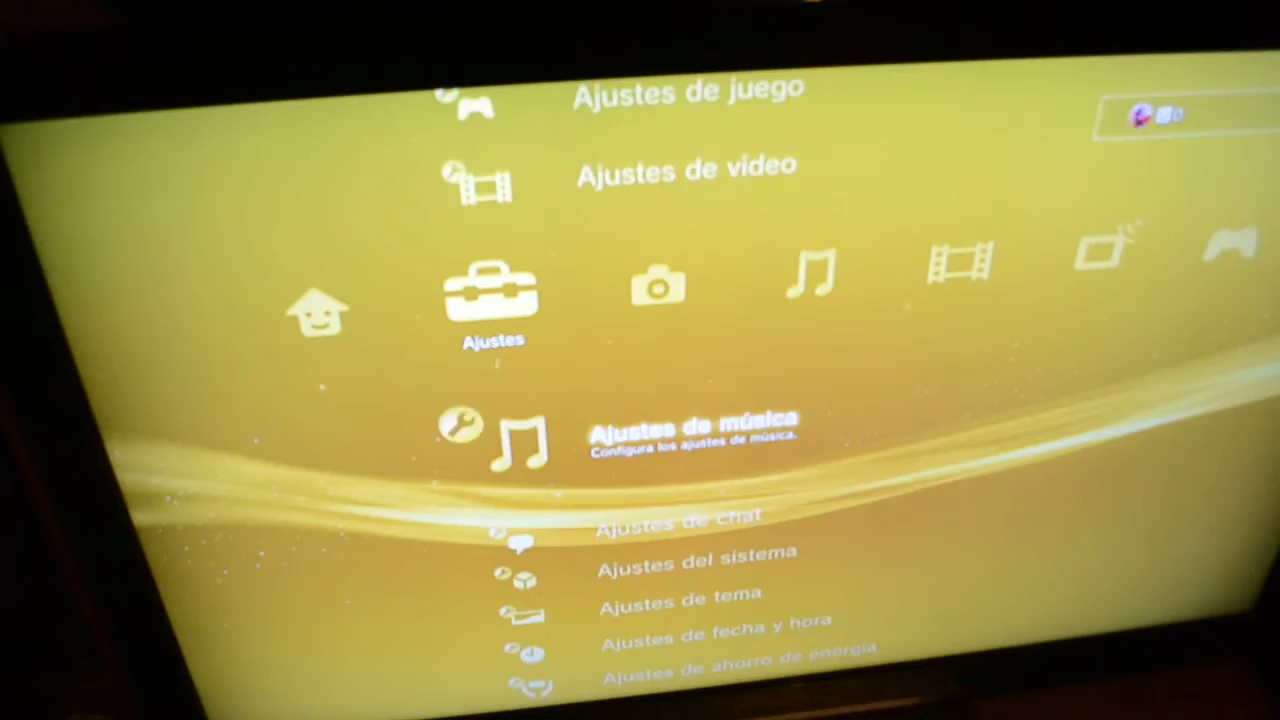 Ajustes de juego
0
Ajustes de vídeo
Ajustes
Ajustes de música
Configura los ajustes de música.
Ajustes de chat
Ajustes del sistema
Ajustes de tema
Ajustes de fecha y hora
Ajustes de ahorro de energía